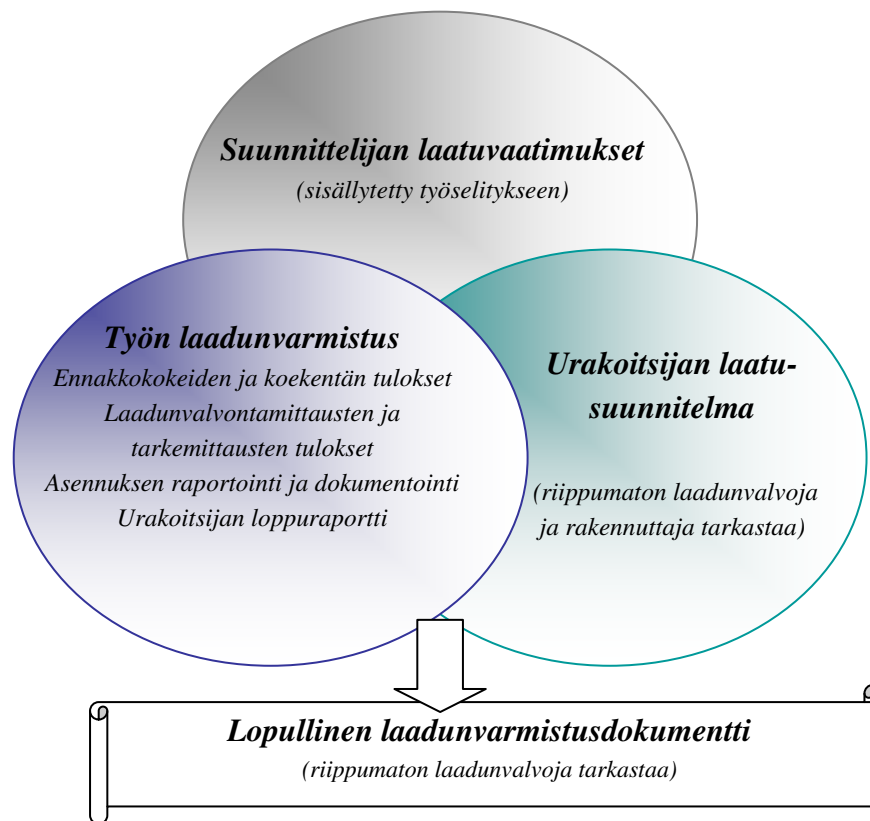 Suunnittelijan laatuvaatimukset
(sisällytetty työselitykseen)
Työn laadunvarmistus
Ennakkokokeiden ja koekentän tulokset
Laadunvalvontamittausten ja
tarkemittausten tulokset
Asennuksen raportointi ja dokumentointi
Urakoitsijan loppuraportti
Urakoitsijan laatu-
suunnitelma
(riippumaton laadunvalvoja
ja rakennuttaja tarkastaa)
Lopullinen laadunvarmistusdokumentti
(riippumaton laadunvalvoja tarkastaa)